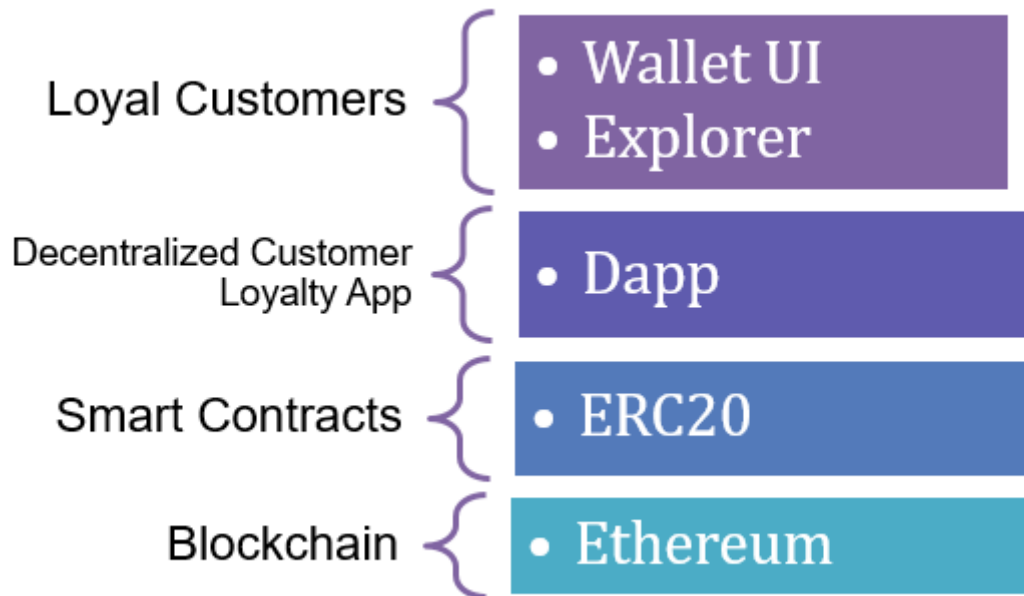 Loyal Customers
• Wallet UI
• Explorer
Decentralized Customer
Loyalty App
• Dapp
Smart Contracts
• ERC20
Blockchain
• Ethereum